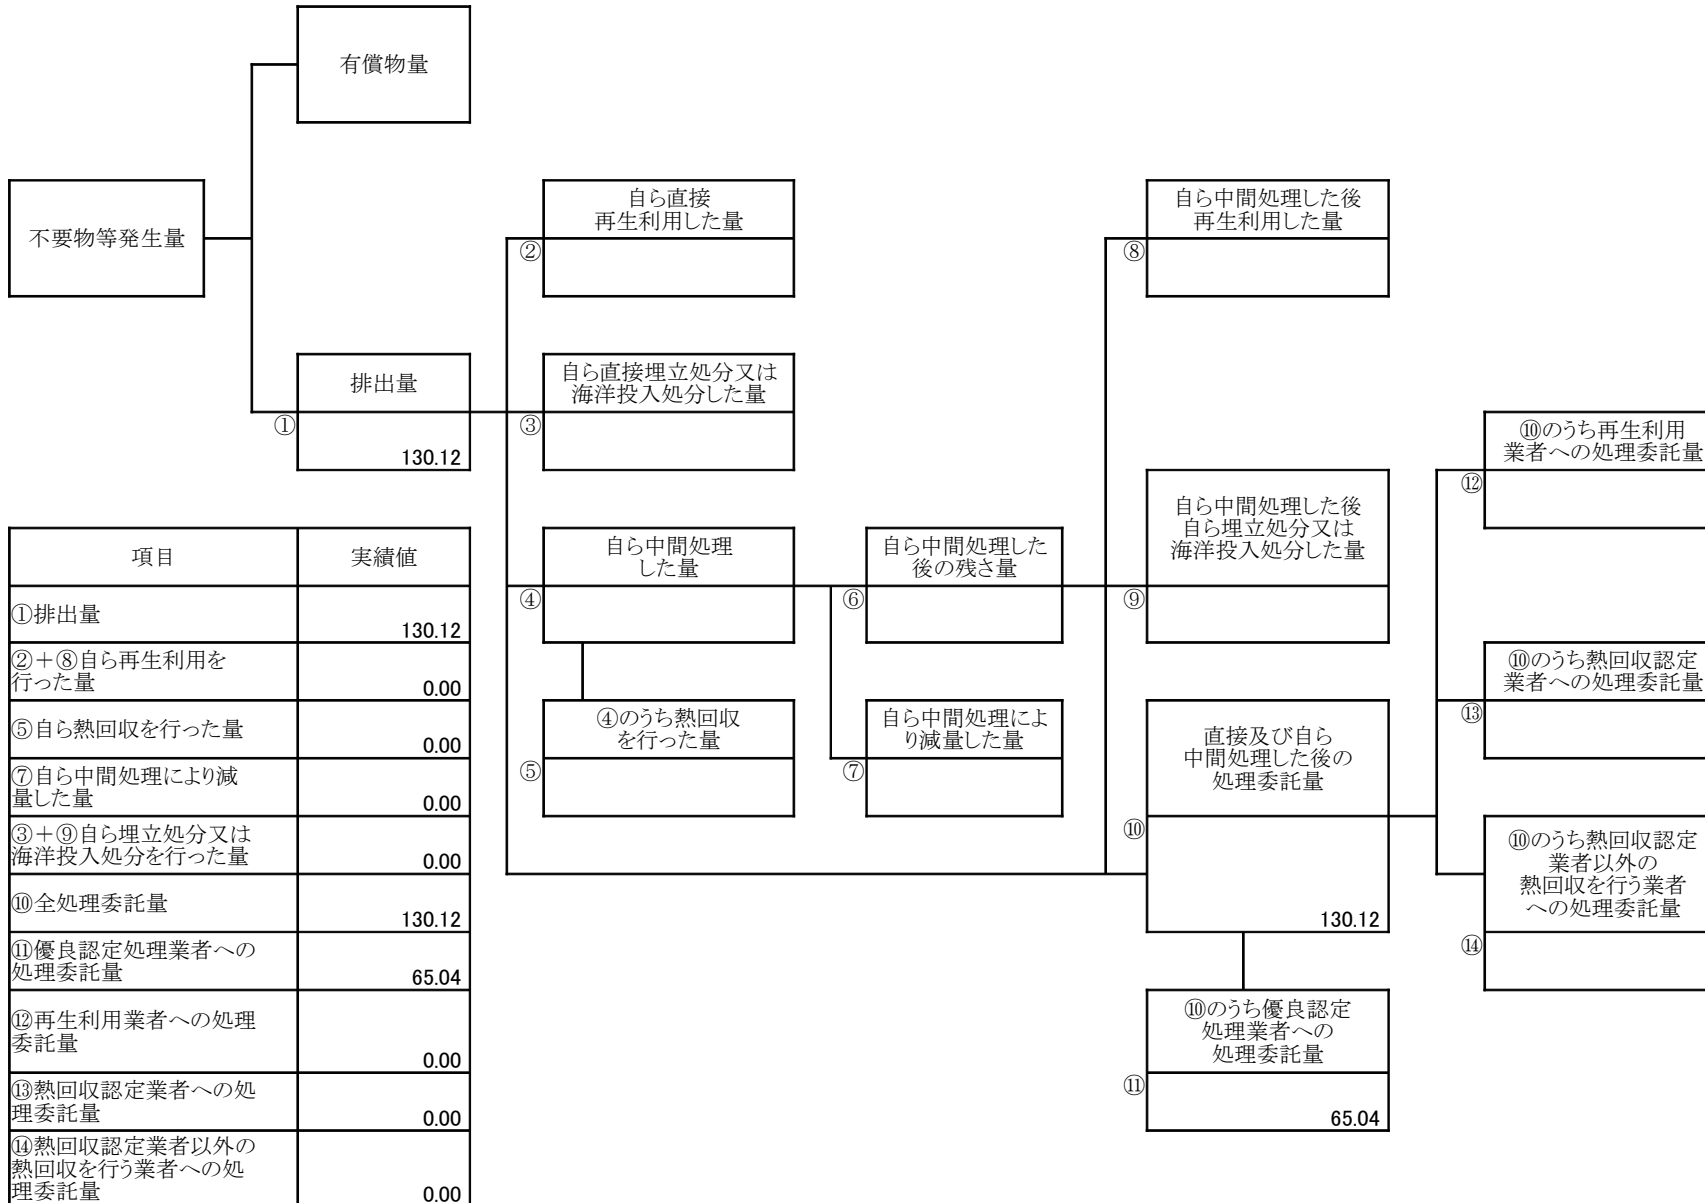 有償物量
不要物等発生量
自ら直接
再生利用した量
②
自ら中間処理した後
再生利用した量
⑧
排出量
①
130.12
自ら直接埋立処分又は
海洋投入処分した量
③
⑩のうち再生利用
業者への処理委託量
⑫
自ら中間処理した後
自ら埋立処分又は
海洋投入処分した量
⑨
自ら中間処理
した量
④
自ら中間処理した
後の残さ量
⑥
④のうち熱回収
を行った量
⑤
自ら中間処理によ
り減量した量
⑦
直接及び自ら
中間処理した後の
処理委託量
⑩
130.12
⑩のうち熱回収認定
業者への処理委託量
⑬
⑩のうち熱回収認定
業者以外の
熱回収を行う業者
への処理委託量
⑭
⑩のうち優良認定
処理業者への
処理委託量
⑪
65.04
項目 実績値
①排出量 130.12
②+⑧自ら再生利用を
行った量 0.00
⑤自ら熱回収を行った量 0.00
⑦自ら中間処理により減
量した量 0.00
③+⑨自ら埋立処分又は
海洋投入処分を行った量 0.00
⑩全処理委託量 130.12
⑪優良認定処理業者への
処理委託量 65.04
⑫再生利用業者への処理
委託量 0.00
⑬熱回収認定業者への処
理委託量 0.00
⑭熱回収認定業者以外の
熱回収を行う業者への処
理委託量 0.00